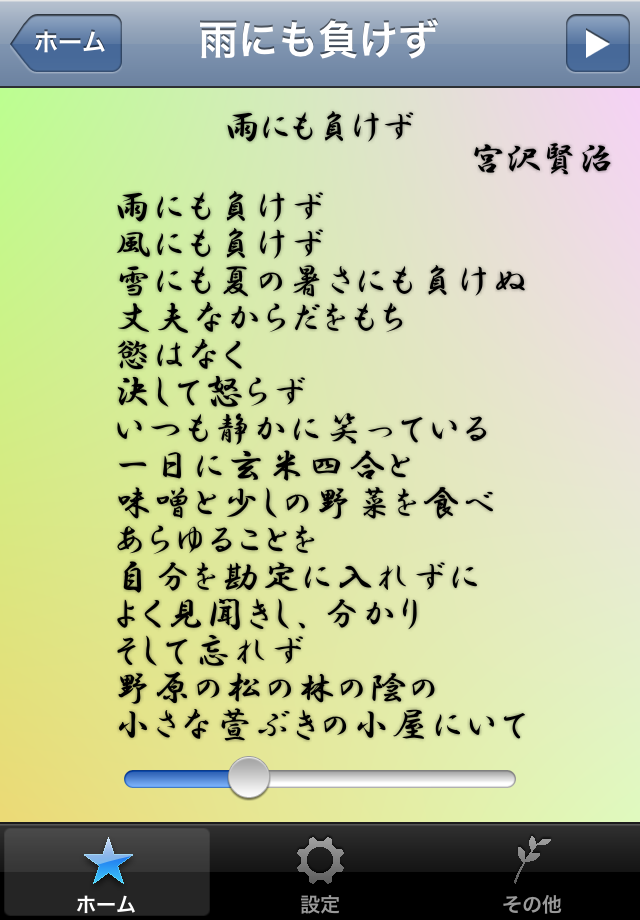 ホーム
雨にも負けず
雨にも負けず
宮沢賢治
雨にも負けず
風にも負けず
雪にも夏の暑さにも負けぬ
丈夫なからだをもち
慾はなく
決して怒らず
いつも静かに笑っている
一日に玄米四合と
味噌と少しの野菜を食べ
あらゆることを
自分を勘定に入れずに
よく見聞きし、分かり
そして忘れず
野原の松の林の陰の
小さな萱ぶきの小屋にいて
ホーム
設定
その他